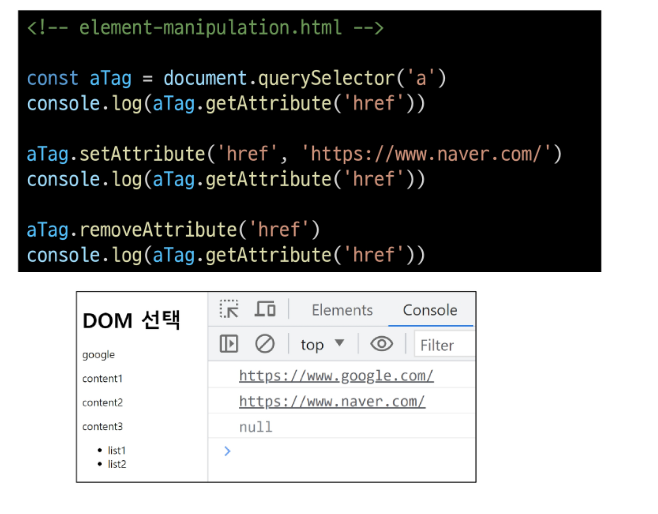 <!-- element-manipulation.html -->
const aTag = document.querySelector('a')
console.log(aTag.getAttribute('href'))
aTag.setAttribute('href', 'https://www.naver.com/')
console.log(aTag.getAttribute('href'))
aTag.removeAttribute('href')
console.log(aTag.getAttribute('href'))
DOM 선택
google
content1
content2
content3
list1
list2
Elements Console
top Filter
https://www.google.com/
https://www.naver.com/
null